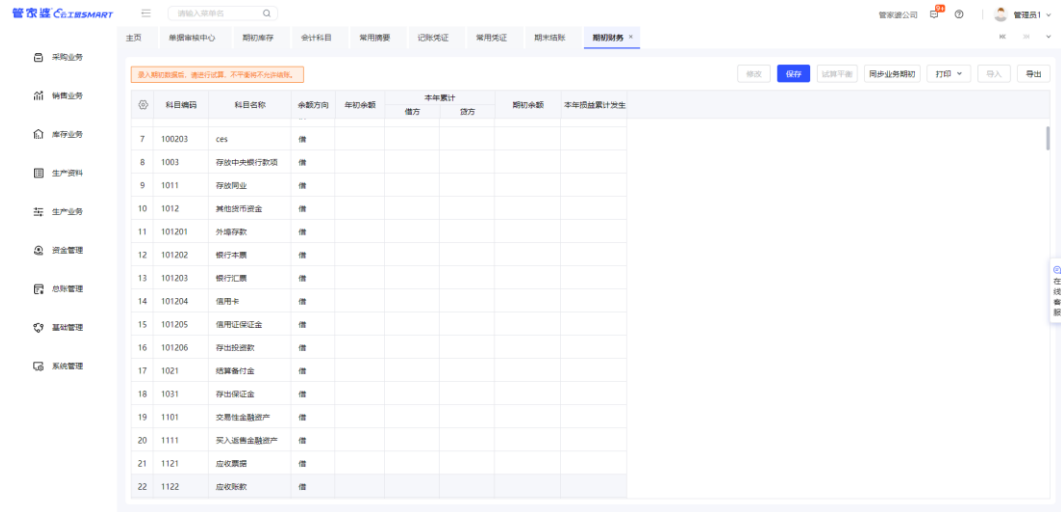 管家婆 云工贸SMART 请输入菜单名 管家婆公司 9+ 管理员1
主页 单据审核中心 期初库存 会计科目 常用摘要 记账凭证 常用凭证 期末结账 期初财务 ×
采购业务
销售业务
库存业务
生产资料
生产业务
资金管理
总账管理
基础管理
系统管理
录入期初数据后，请进行试算，不平衡将不允许结账。 修改 保存 试算平衡 同步业务期初 打印 导入 导出
科目编码 科目名称 余额方向 年初余额 本年累计 期初余额 本年损益累计发生
借方 贷方
7 100203 ces 借
8 1003 存放中央银行款项 借
9 1011 存放同业 借
10 1012 其他货币资金 借
11 101201 外埠存款 借
12 101202 银行本票 借
13 101203 银行汇票 借
14 101204 信用卡 借
15 101205 信用证保证金 借
16 101206 存出投资款 借
17 1021 结算备付金 借
18 1031 存出保证金 借
19 1101 交易性金融资产 借
20 1111 买入返售金融资产 借
21 1121 应收票据 借
22 1122 应收账款 借
在线客服